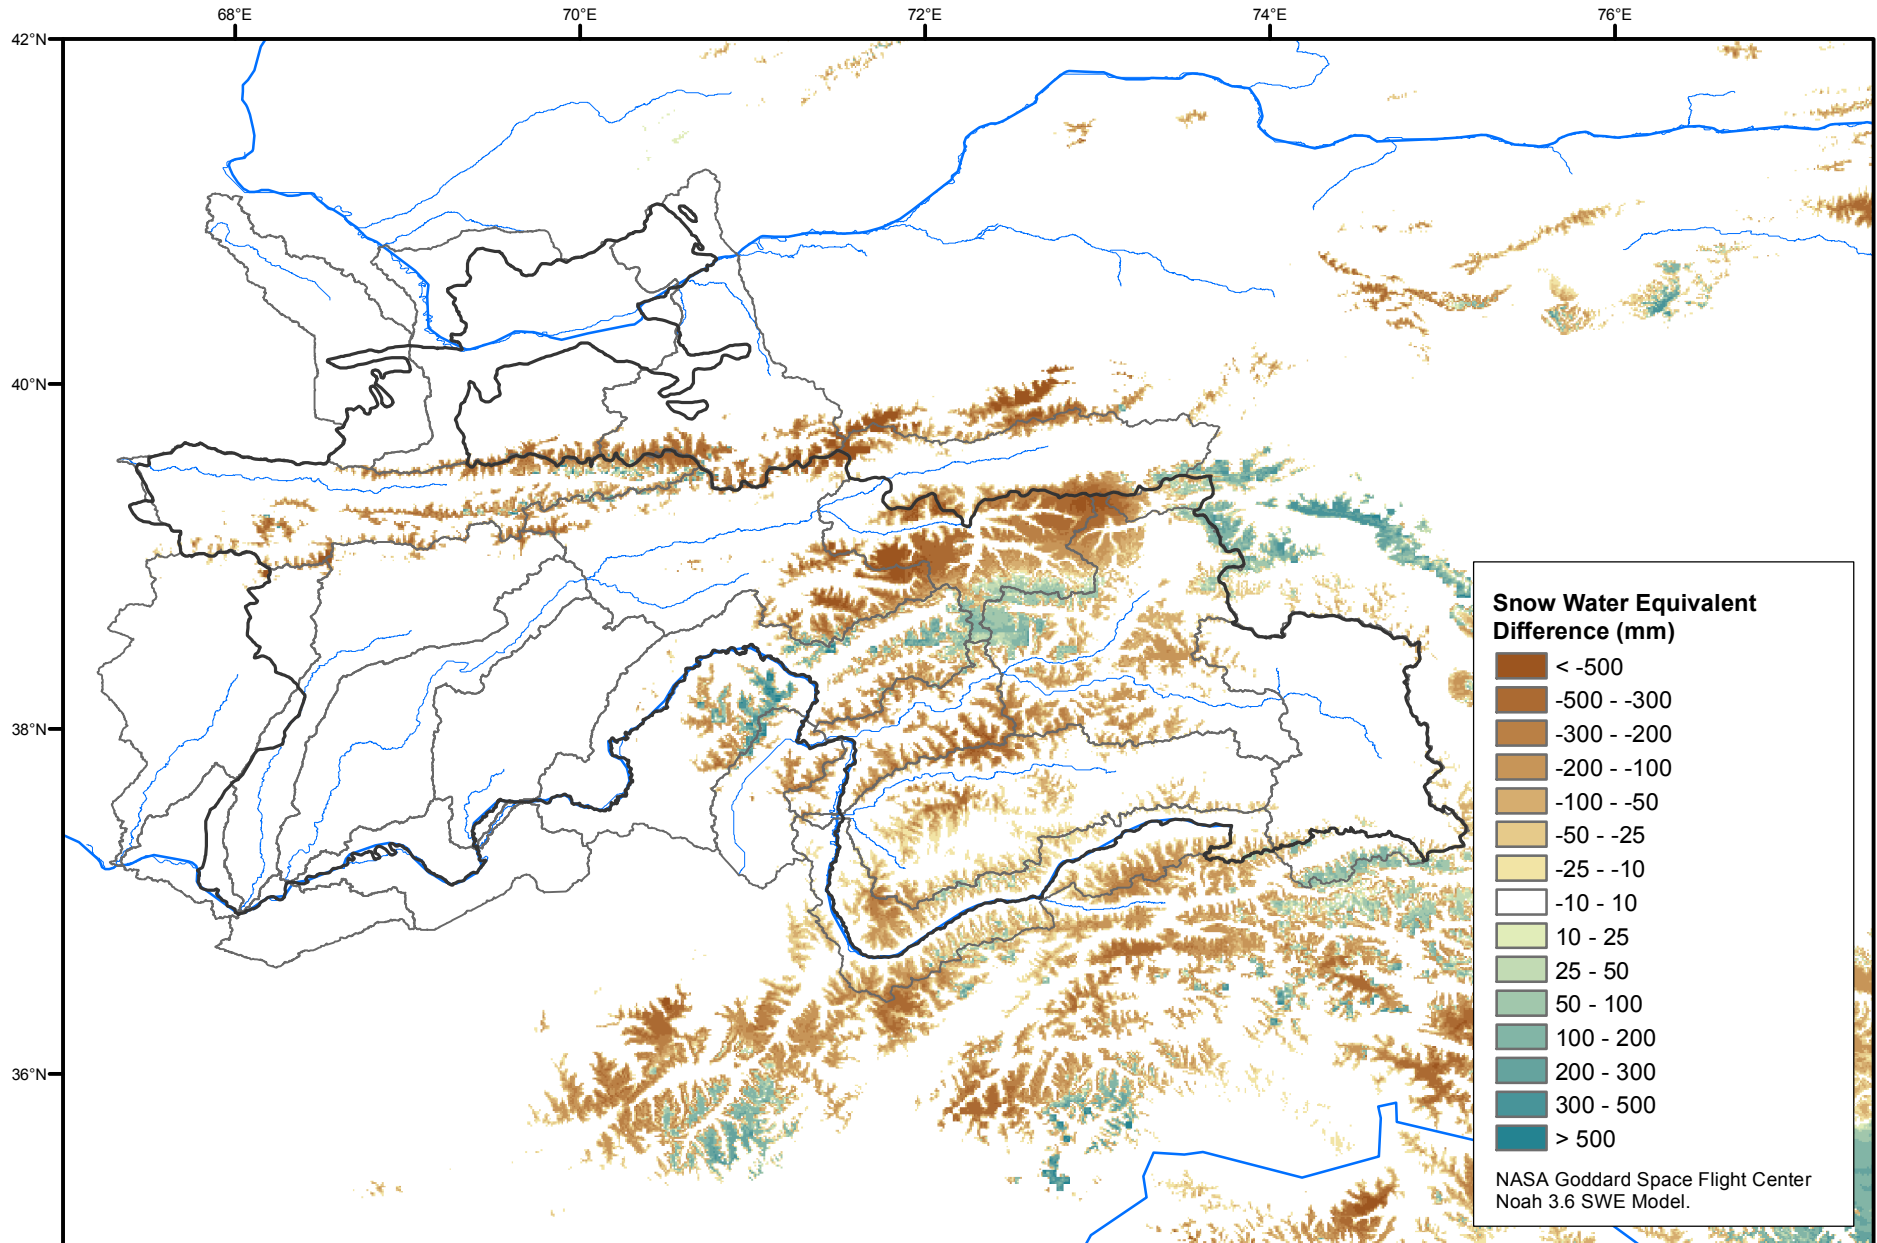 68°E 70°E 72°E 74°E 76°E
42°N
40°N
38°N
36°N
Snow Water Equivalent
Difference (mm)
< -500
-500 - -300
-300 - -200
-200 - -100
-100 - -50
-50 - -25
-25 - -10
-10 - 10
10 - 25
25 - 50
50 - 100
100 - 200
200 - 300
300 - 500
> 500
NASA Goddard Space Flight Center
Noah 3.6 SWE Model.